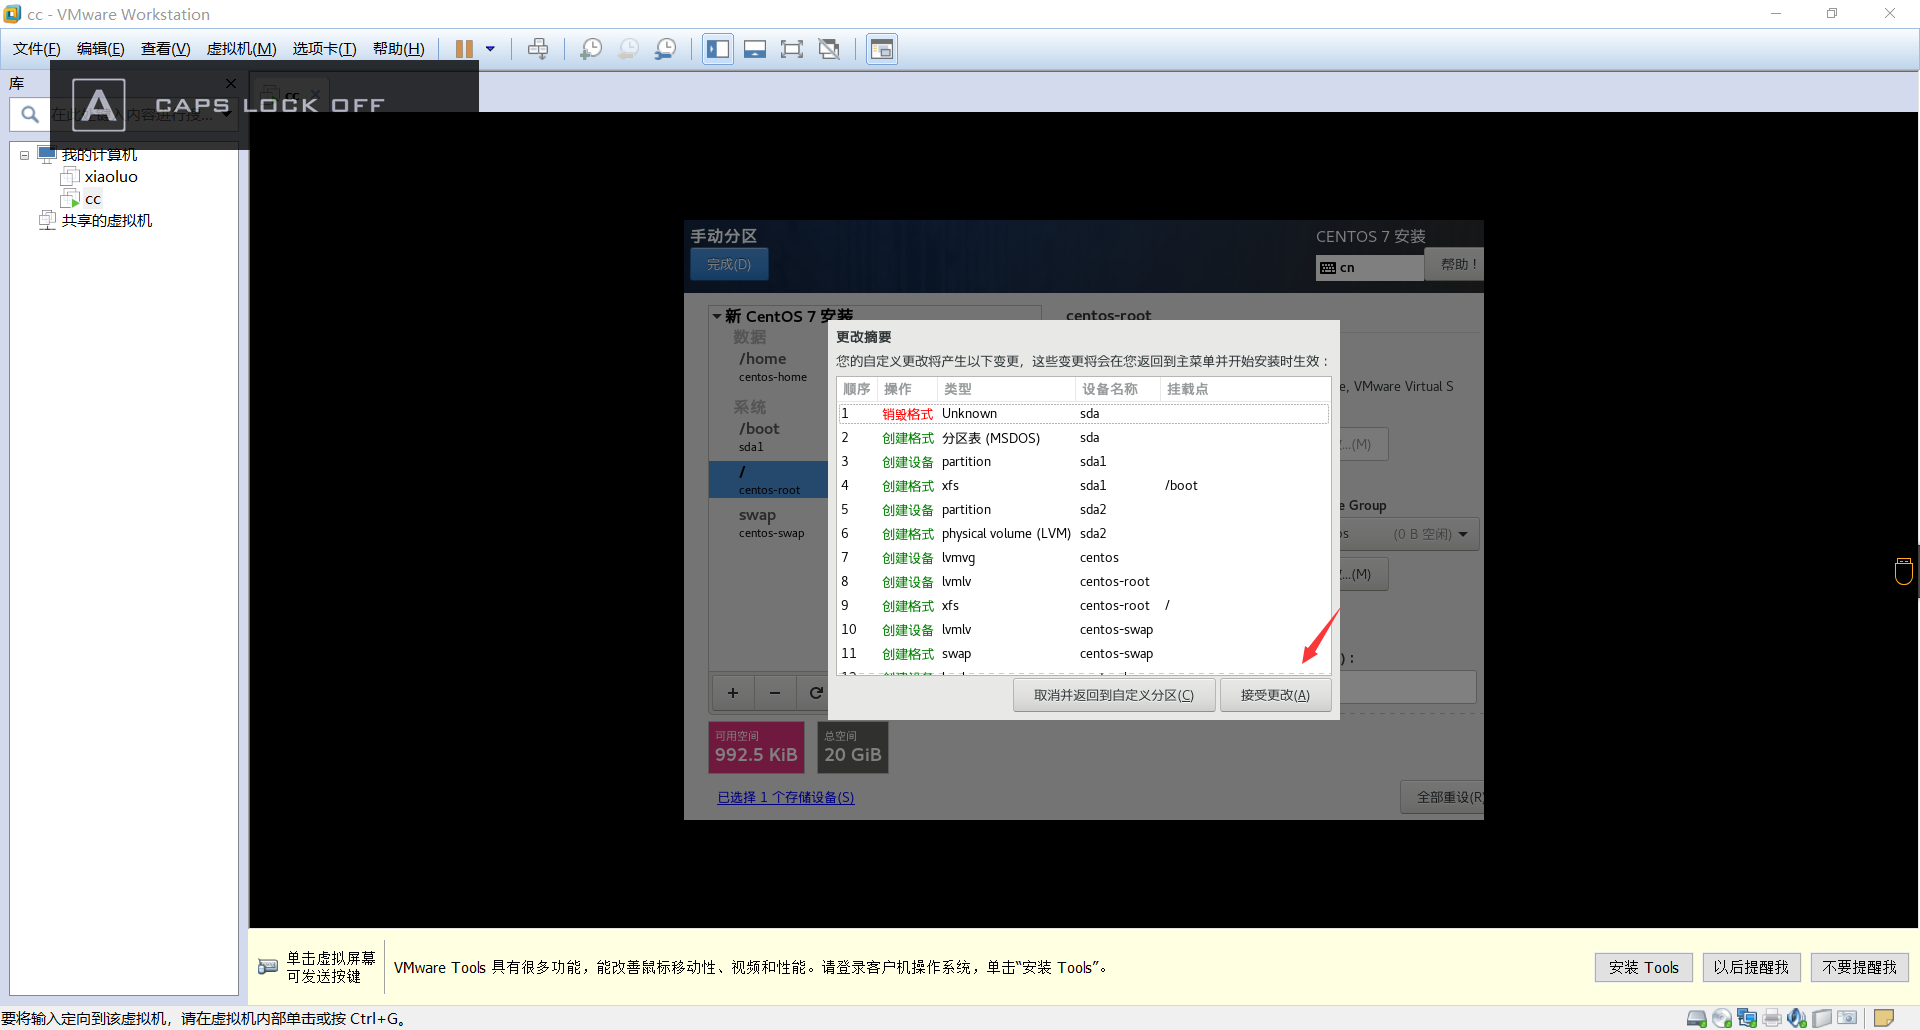 cc - VMware Workstation
文件(F) 编辑(E) 查看(V) 虚拟机(M) 选项卡(T) 帮助(H)
库
cc
A CAPS LOCK OFF
我的计算机
xiaoluo
cc
共享的虚拟机
手动分区
CENTOS 7 安装
完成(D)
cn
帮助！
新 CentOS 7 安装
centos-root
数据
/home
centos-home
系统
/boot
sda1
/
centos-root
swap
centos-swap
e, VMware Virtual S
...(M)
e Group
os (0 B 空闲)
...(M)
) :
+ −
更改摘要
您的自定义更改将产生以下变更，这些变更将会在您返回到主菜单并开始安装时生效：
顺序 操作 类型 设备名称 挂载点
1 销毁格式 Unknown sda
2 创建格式 分区表 (MSDOS) sda
3 创建设备 partition sda1
4 创建格式 xfs sda1 /boot
5 创建设备 partition sda2
6 创建格式 physical volume (LVM) sda2
7 创建设备 lvmvg centos
8 创建设备 lvmlv centos-root
9 创建格式 xfs centos-root /
10 创建设备 lvmlv centos-swap
11 创建格式 swap centos-swap
取消并返回到自定义分区(C) 接受更改(A)
可用空间
992.5 KiB
总空间
20 GiB
已选择 1 个存储设备(S)
全部重设(R
单击虚拟屏幕
可发送按键
VMware Tools 具有很多功能，能改善鼠标移动性、视频和性能。请登录客户机操作系统，单击“安装 Tools”。
安装 Tools 以后提醒我 不要提醒我
要将输入定向到该虚拟机，请在虚拟机内部单击或按 Ctrl+G。